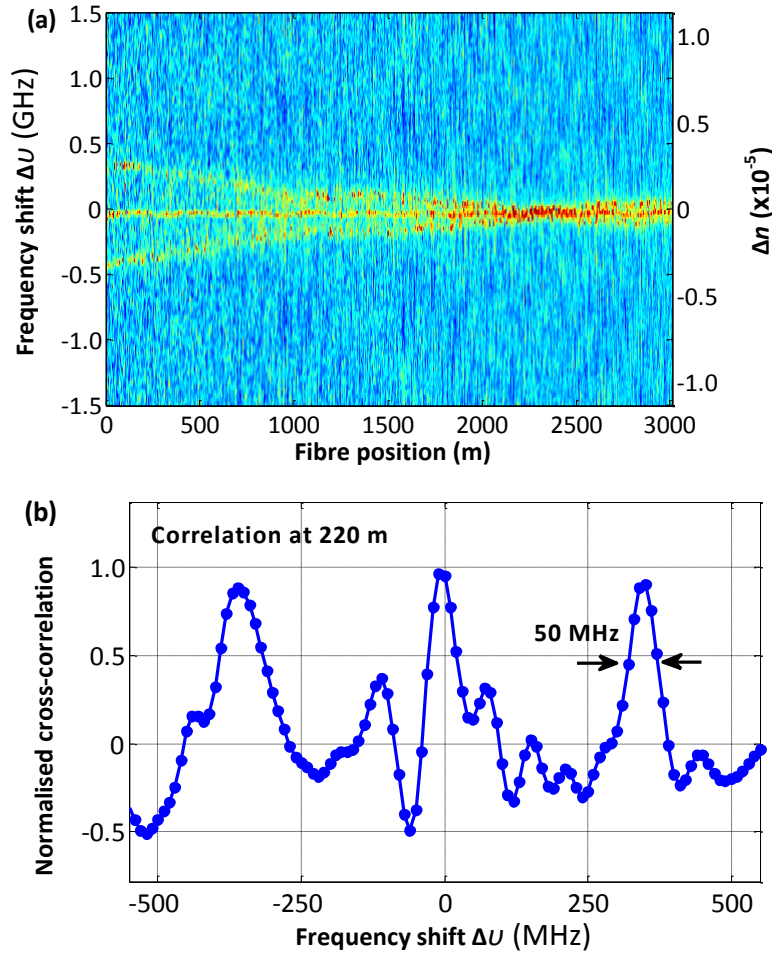 (a)
Frequency shift Δυ (GHz)
1.5
1.0
0.5
0
-0.5
-1.0
-1.5
1.0
0.5
0
-0.5
-1.0
Δn (x10-5)
0 500 1000 1500 2000 2500 3000
Fibre position (m)
(b)
Normalised cross-correlation
Correlation at 220 m
1.0
0.5
0
-0.5
50 MHz
-500 -250 0 250 500
Frequency shift Δυ (MHz)